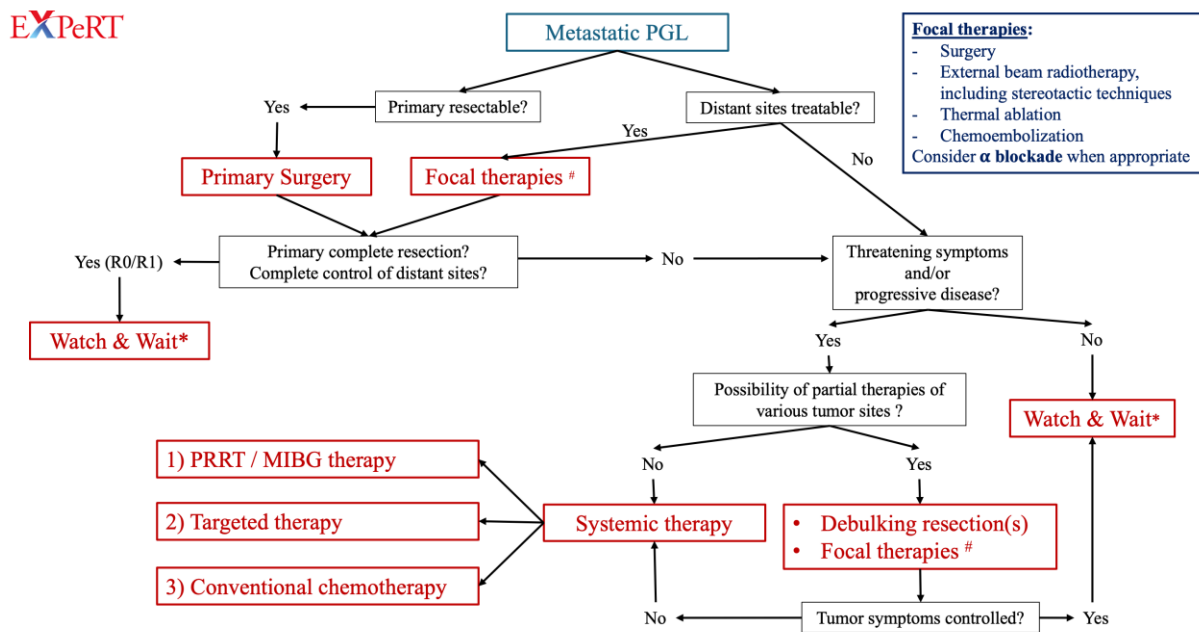 EXPeRT
Metastatic PGL
Focal therapies:
- Surgery
- External beam radiotherapy,
including stereotactic techniques
- Thermal ablation
- Chemoembolization
Consider α blockade when appropriate
Yes
Primary resectable?
Distant sites treatable?
Yes
No
Primary Surgery
Focal therapies #
Primary complete resection?
Complete control of distant sites?
Yes (R0/R1)
No
Threatening symptoms
and/or
progressive disease?
Watch & Wait*
Yes
No
Possibility of partial therapies of
various tumor sites ?
Watch & Wait*
No
Yes
1) PRRT / MIBG therapy
2) Targeted therapy
3) Conventional chemotherapy
Systemic therapy
• Debulking resection(s)
• Focal therapies #
No
Tumor symptoms controlled?
Yes